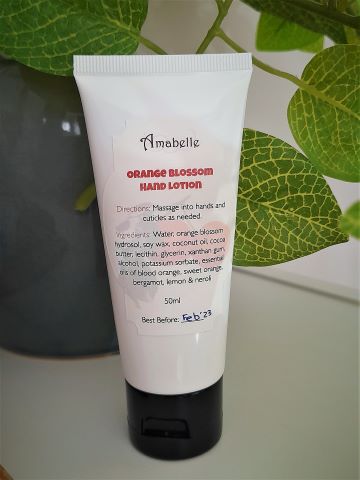 Amabelle
ORANGE BLOSSOM
HAND LOTION
Directions: Massage into hands and
cuticles as needed.
Ingredients: Water, orange blossom
hydrosol, soy wax, coconut oil, cocoa
butter, lecithin, glycerin, xanthan gum,
alcohol, potassium sorbate, essential
oils of blood orange, sweet orange,
bergamot, lemon & neroli
50ml
Best Before: Feb '23